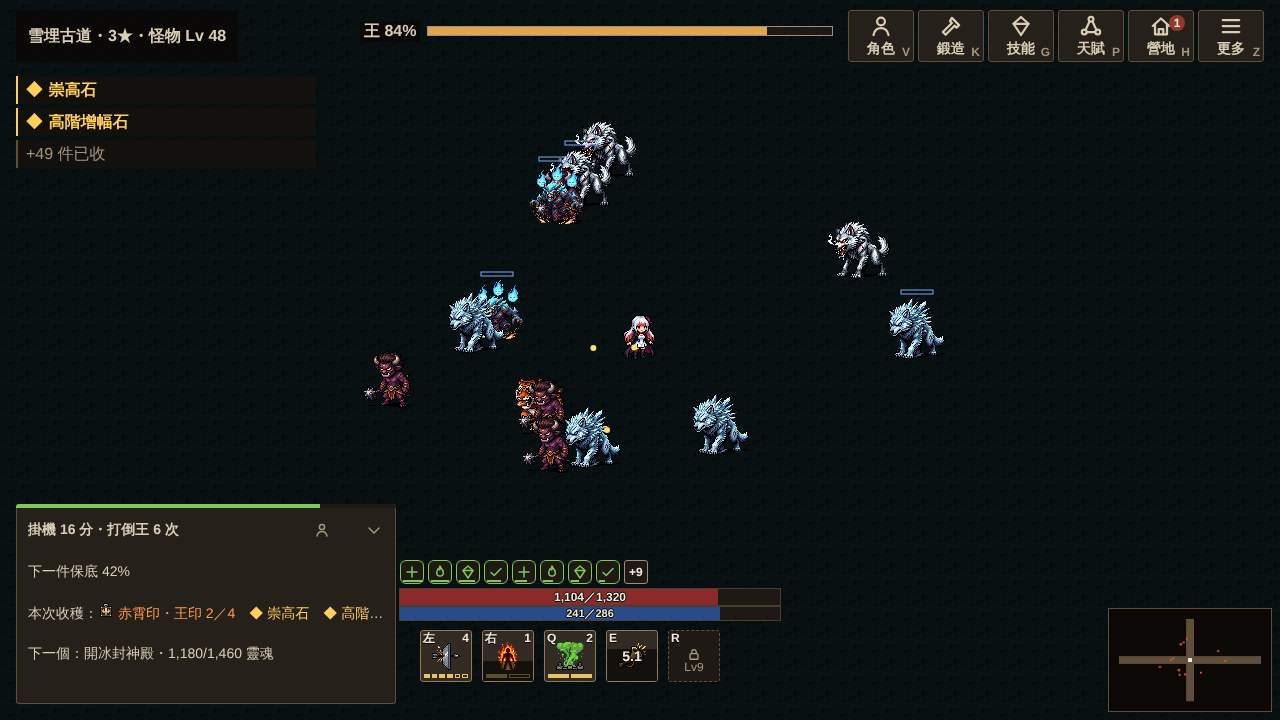 雪埋古道・3★・怪物 Lv 48
王 84%
角色 V
鍛造 K
技能 G
天賦 P
營地 H
1
更多 Z
◆ 崇高石
◆ 高階增幅石
+49 件已收
掛機 16 分・打倒王 6 次
下一件保底 42%
本次收穫： 赤霄印・王印 2／4 ◆ 崇高石 ◆ 高階…
下一個：開冰封神殿・1,180/1,460 靈魂
+9
1,104／1,320
241／286
左 4
右 1
Q 2
E 5.1
R Lv9